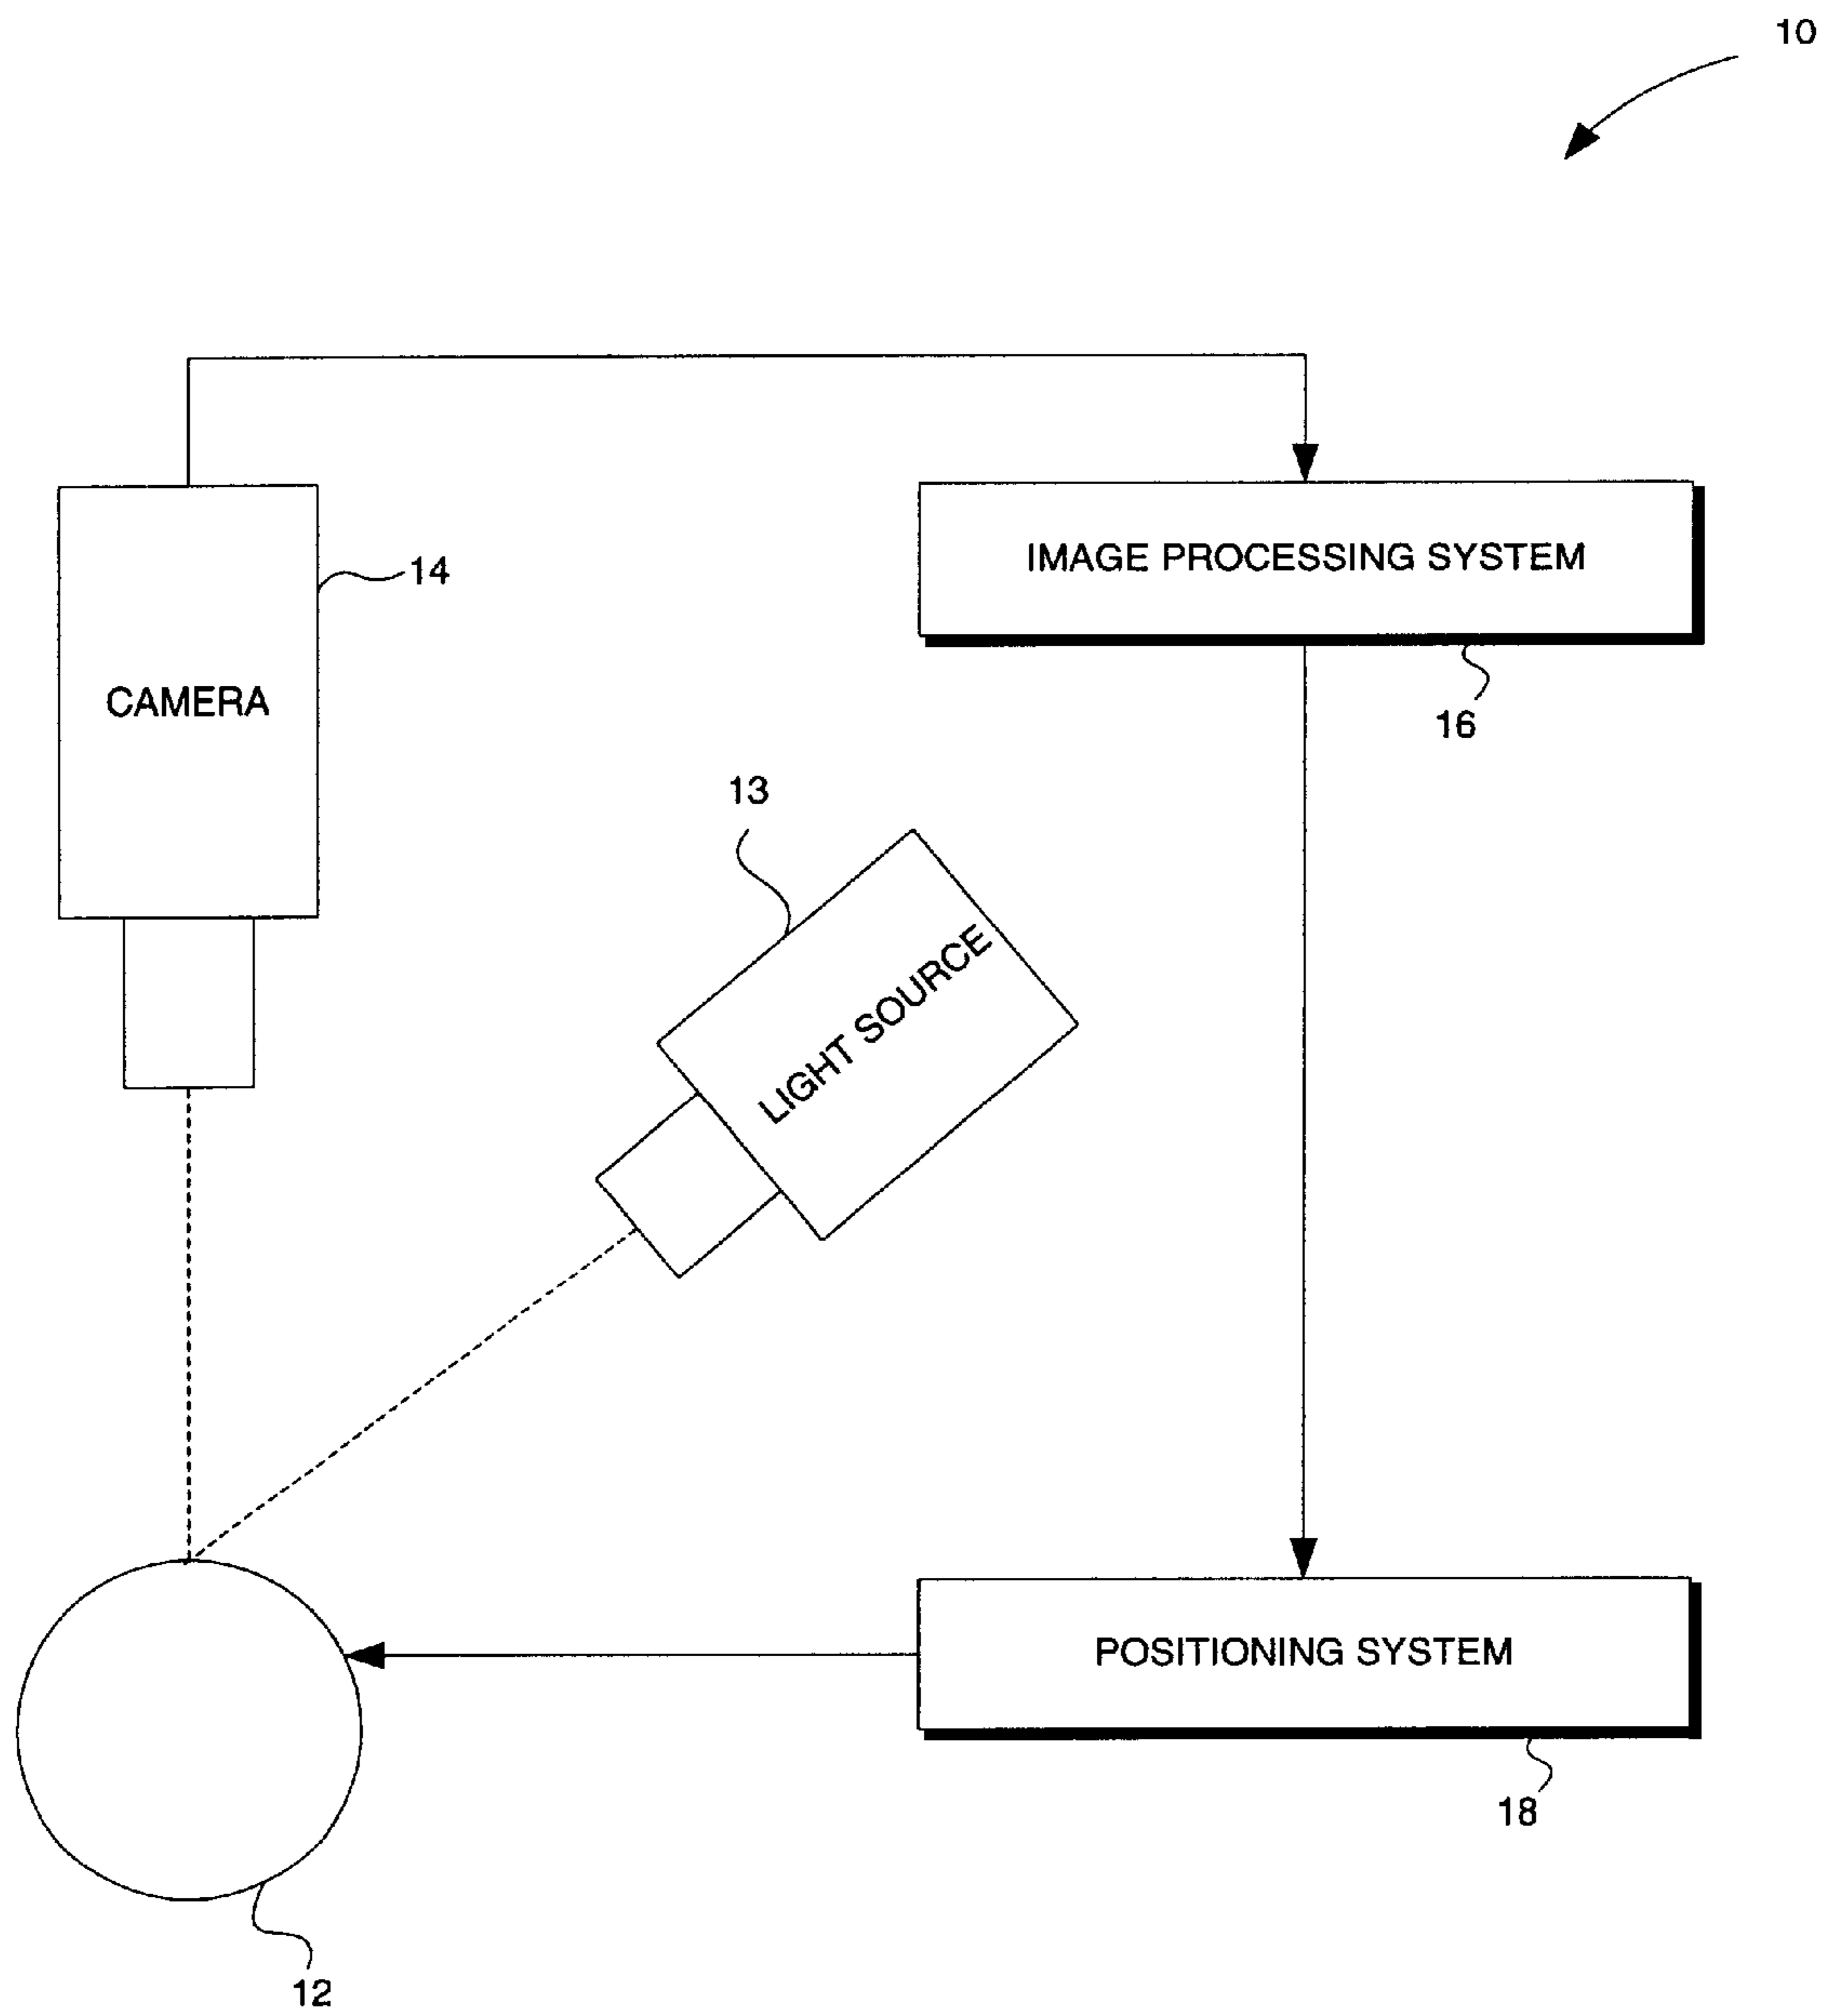 10
IMAGE PROCESSING SYSTEM
14
CAMERA
16
13
LIGHT SOURCE
POSITIONING SYSTEM
18
12